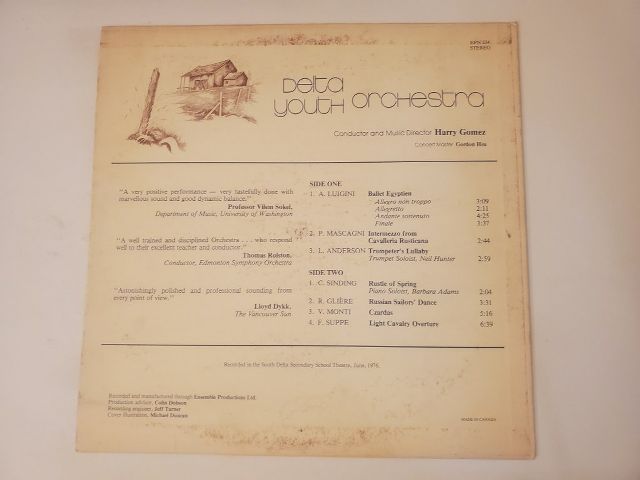 STEREO
Delta
youth orchestra
Conductor and Music Director Harry Gomez
Concert Master Gordon
"A very positive performance — very tastefully done with
marvellous sound and good dynamic balance."
Professor Vilem Sokol.
Department of Music, University of Washington
"A well trained and disciplined Orchestra . . . who respond
well to their excellent teacher and conductor."
Thomas Rolston.
Conductor, Edmonton Symphony Orchestra
"Astonishingly polished and professional sounding from
every point of view."
Lloyd Dykk.
The Vancouver Sun
SIDE ONE
1. A. LUIGINI Ballet Egyptien
Allegro non troppo 3:09
Allegretto 2:11
Andante sostenuto 4:25
Finale 3:37
2. P. MASCAGNI Intermezzo from
Cavalleria Rusticana 2:44
3. L. ANDERSON Trumpeter's Lullaby
Trumpet Soloist, Neil Hunter 2:59
SIDE TWO
1. C. SINDING Rustle of Spring
Piano Soloist, Barbara Adams 2:04
2. R. GLIÈRE Russian Sailors' Dance 3:31
3. V. MONTI Czardas 5:16
4. F. SUPPE Light Cavalry Overture 6:39
Recorded in the South Delta Secondary School Theatre, June, 1976.
Recorded and manufactured through Ensemble Productions Ltd.
Production advisor, Colin Dobson
Recording engineer, Jeff Turner
Cover illustration, Michael Duncan
MADE IN CANADA